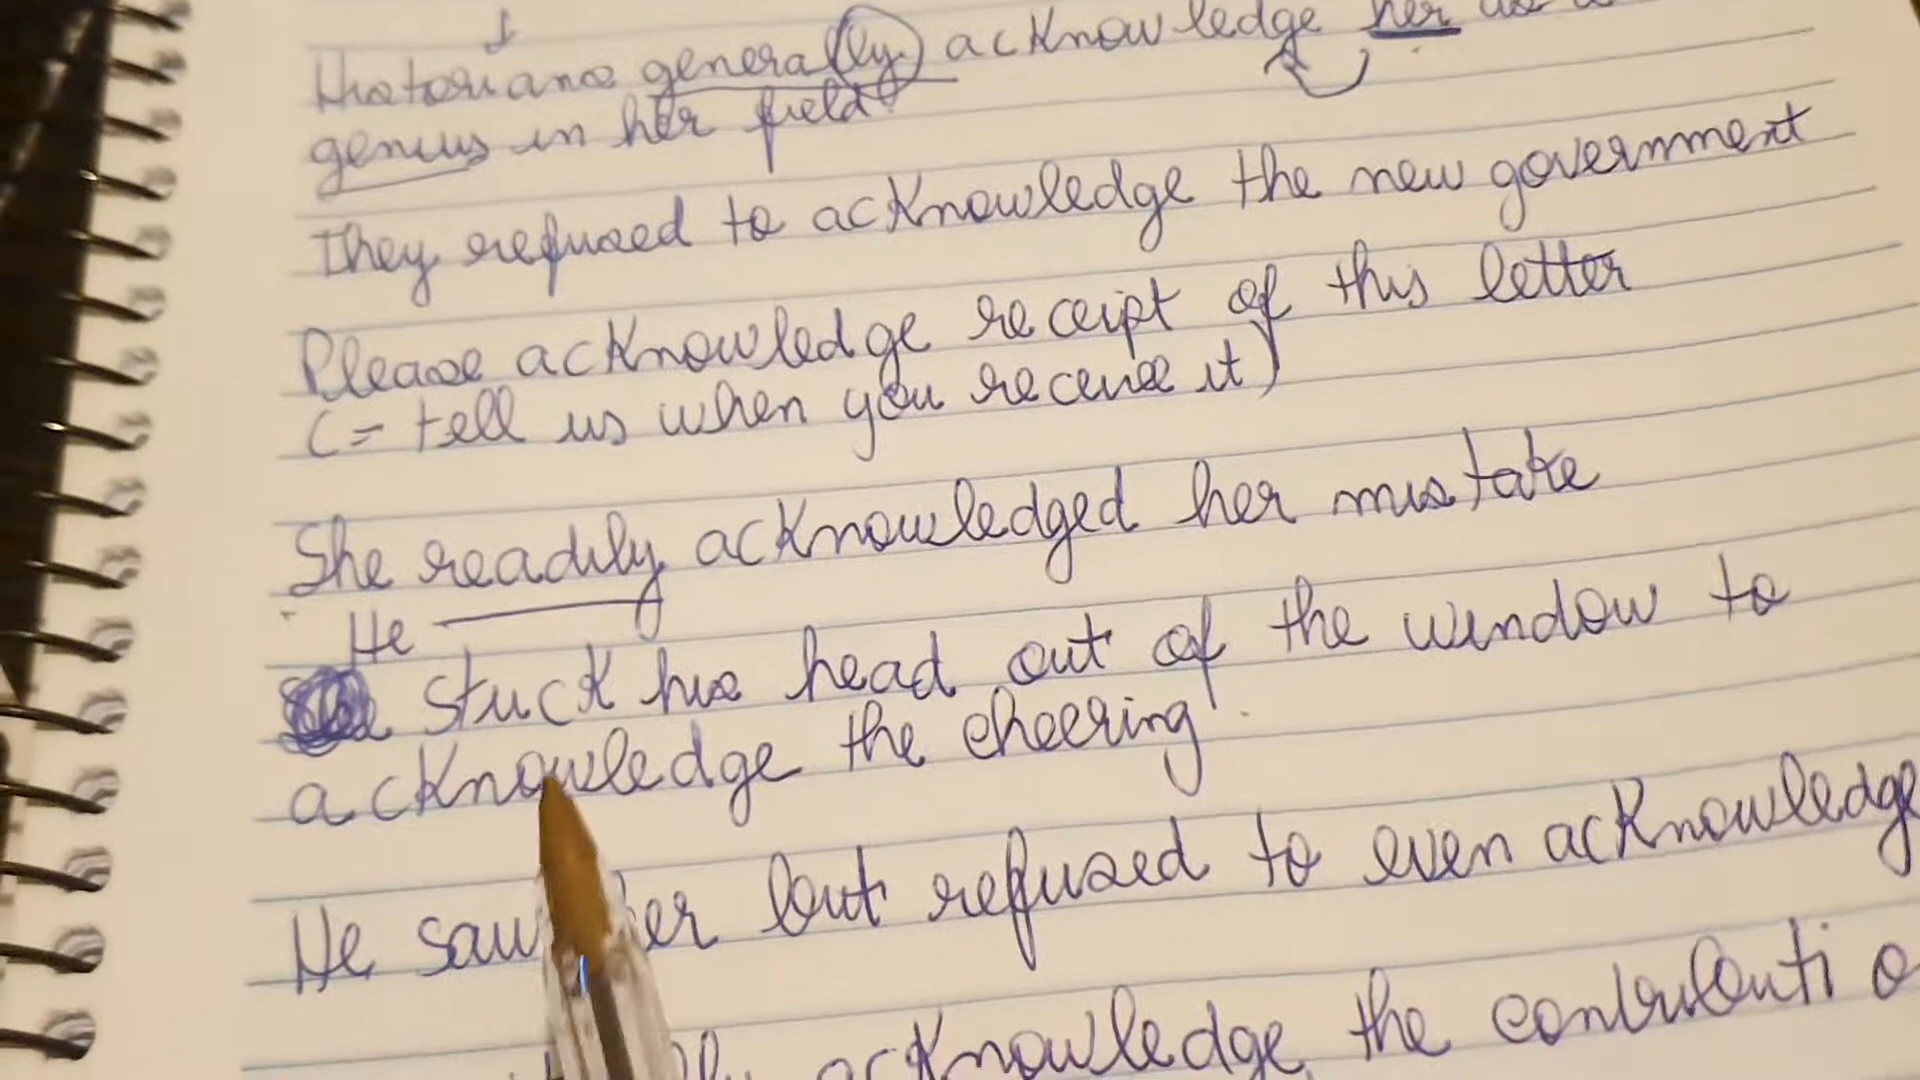 Historians generally acknowledge her as a
genius in her field.
They refused to acknowledge the new government
Please acknowledge receipt of this letter
(= tell us when you receive it)
She readily acknowledged her mistake
He
stuck his head out of the window to
acknowledge the cheering.
He saw her but refused to even acknowledge
acknowledge the contributio